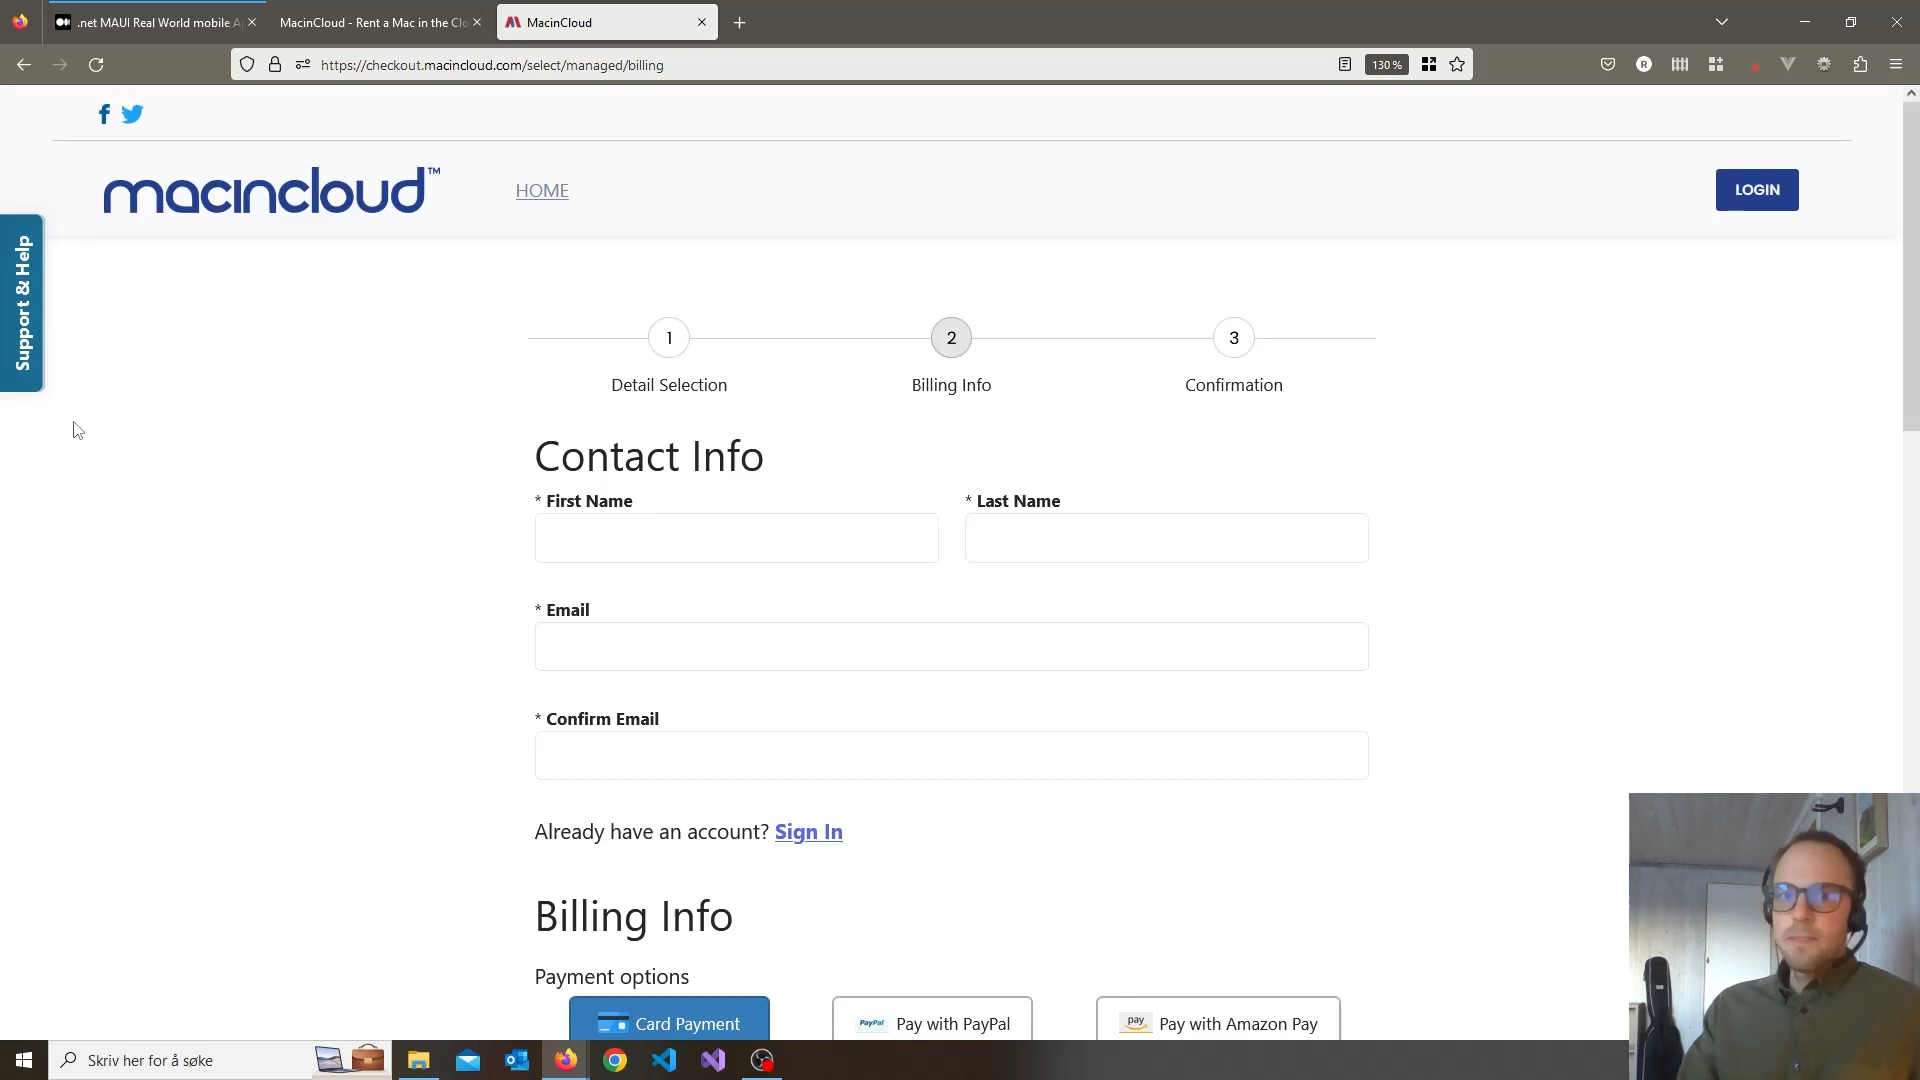 .net MAUI Real World mobile A
MacinCloud - Rent a Mac in the Clo
MacinCloud
https://checkout.macincloud.com/select/managed/billing
130 %
macincloud™
HOME
LOGIN
Support & Help
1
2
3
Detail Selection
Billing Info
Confirmation
Contact Info
* First Name
* Last Name
* Email
* Confirm Email
Already have an account? Sign In
Billing Info
Payment options
Card Payment
PayPal Pay with PayPal
pay Pay with Amazon Pay
Skriv her for å søke